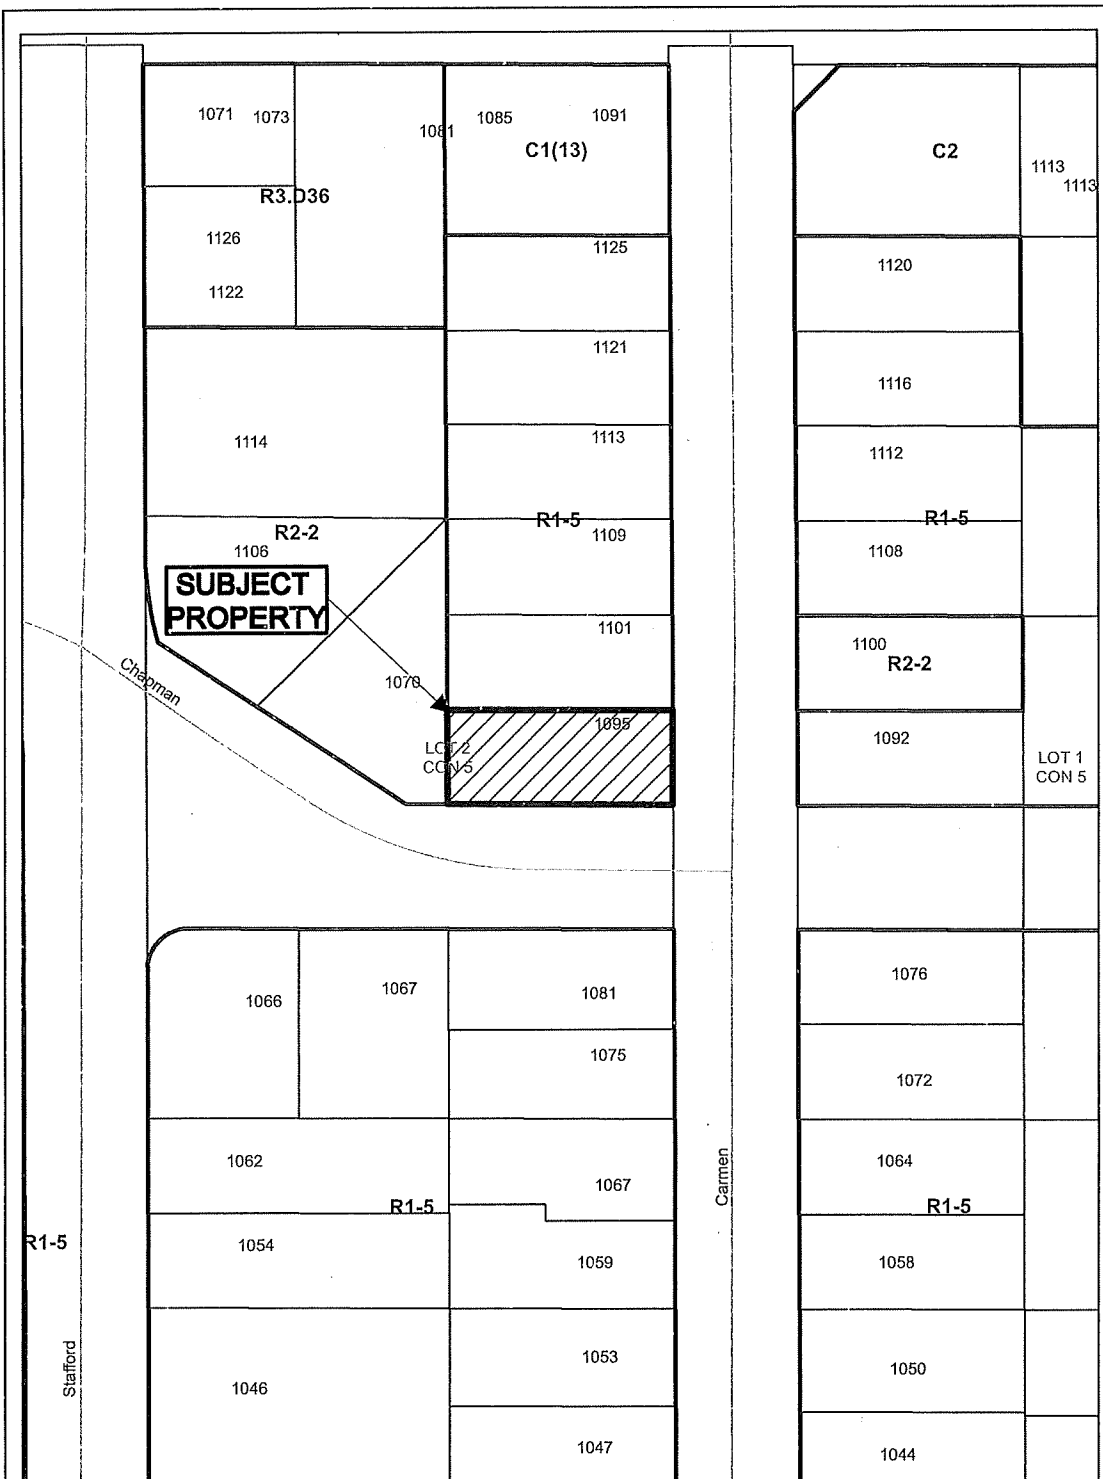 1071 1073
1081
1085
1091
C1(13)
C2
1113
1113
R3.D36
1126
1122
1125
1120
1121
1116
1114
1113
1112
R2-2
1106
R1-5
1109
R1-5
1108
SUBJECT
PROPERTY
1101
1100
R2-2
Chapman
1070
1095
LOT 2
CON 5
1092
LOT 1
CON 5
1066
1067
1081
1076
1075
1072
1062
1067
1064
R1-5
R1-5
R1-5
1054
1059
1058
Carmen
Stafford
1046
1053
1050
1047
1044